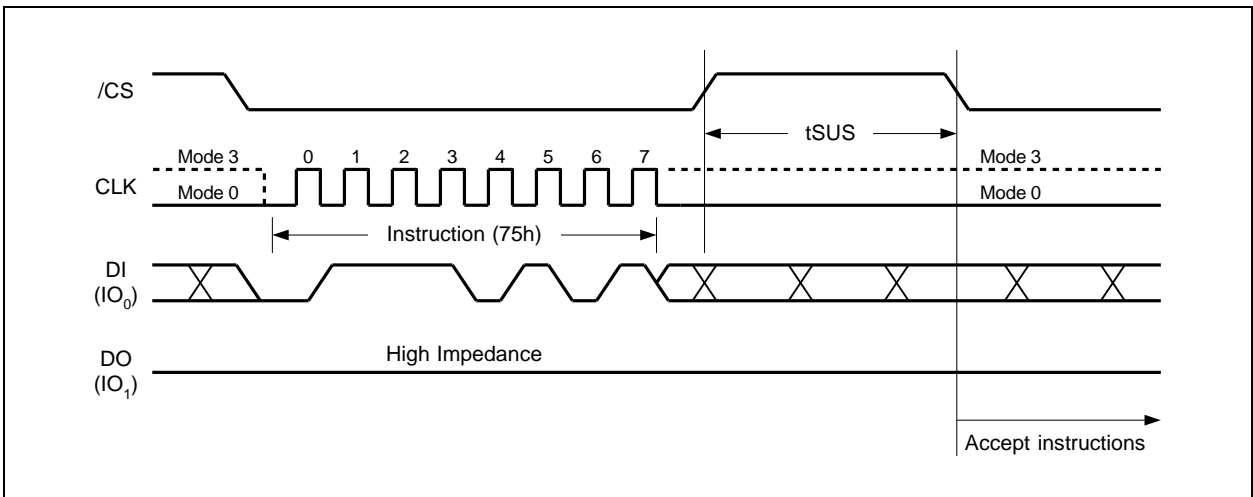 /CS
tSUS
Mode 3 0 1 2 3 4 5 6 7 Mode 3
CLK
Mode 0 Mode 0
Instruction (75h)
DI
(IO0)
High Impedance
DO
(IO1)
Accept instructions